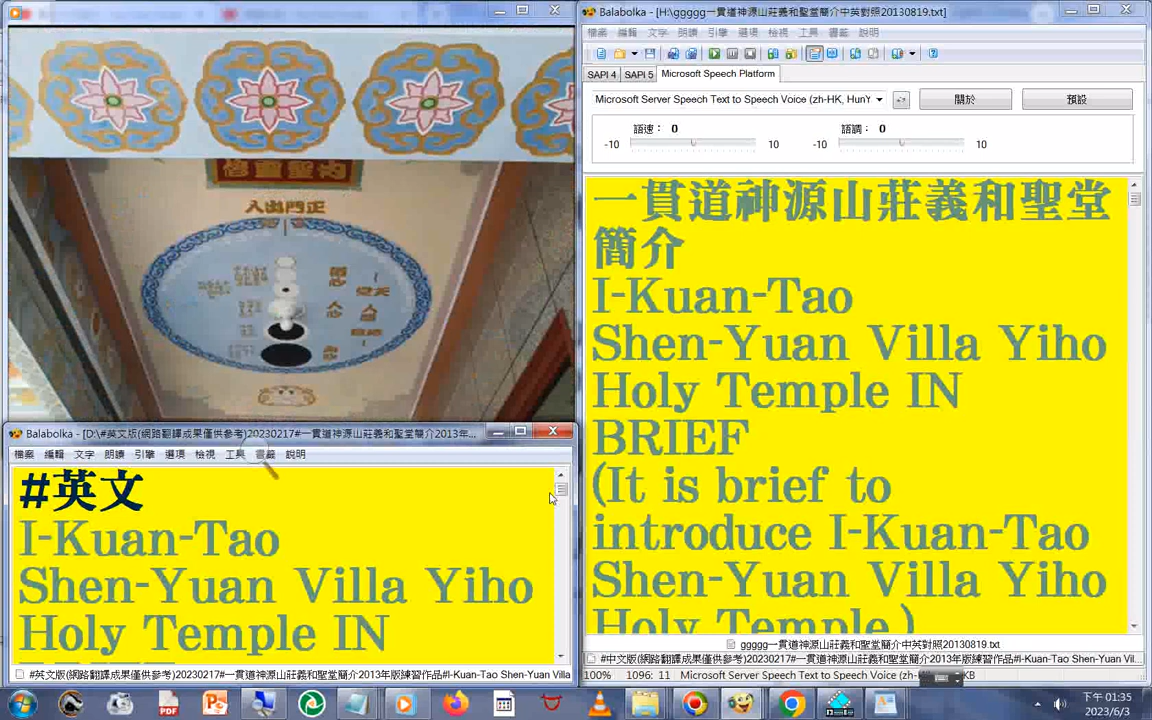 修重聖內
入出門正
Balabolka - [D:\#英文版(網路翻譯成果僅供參考)20230217#一貫道神源山莊義和聖堂簡介2013年...
檔案 編輯 文字 朗讀 引擎 選項 檢視 工具 書籤 說明
#英文
I-Kuan-Tao
Shen-Yuan Villa Yiho
Holy Temple IN
#英文版(網路翻譯成果僅供參考)20230217#一貫道神源山莊義和聖堂簡介2013年版練習作品#I-Kuan-Tao Shen-Yuan Villa
Balabolka - [H:\ggggg一貫道神源山莊義和聖堂簡介中英對照20130819.txt]
檔案 編輯 文字 朗讀 引擎 選項 檢視 工具 書籤 說明
SAPI 4 SAPI 5 Microsoft Speech Platform
Microsoft Server Speech Text to Speech Voice (zh-HK, HunY
關於 預設
語速： 0 語調： 0
-10 10 -10 10
一貫道神源山莊義和聖堂
簡介
I-Kuan-Tao
Shen-Yuan Villa Yiho
Holy Temple IN
BRIEF
(It is brief to
introduce I-Kuan-Tao
Shen-Yuan Villa Yiho
Holy Temple )
ggggg一貫道神源山莊義和聖堂簡介中英對照20130819.txt
#中文版(網路翻譯成果僅供參考)20230217#一貫道神源山莊義和聖堂簡介2013年版練習作品#I-Kuan-Tao Shen-Yuan Vil...
100% 1096: 11 Microsoft Server Speech Text to Speech Voice (zh-
KB
PDF
下午 01:35
2023/6/3